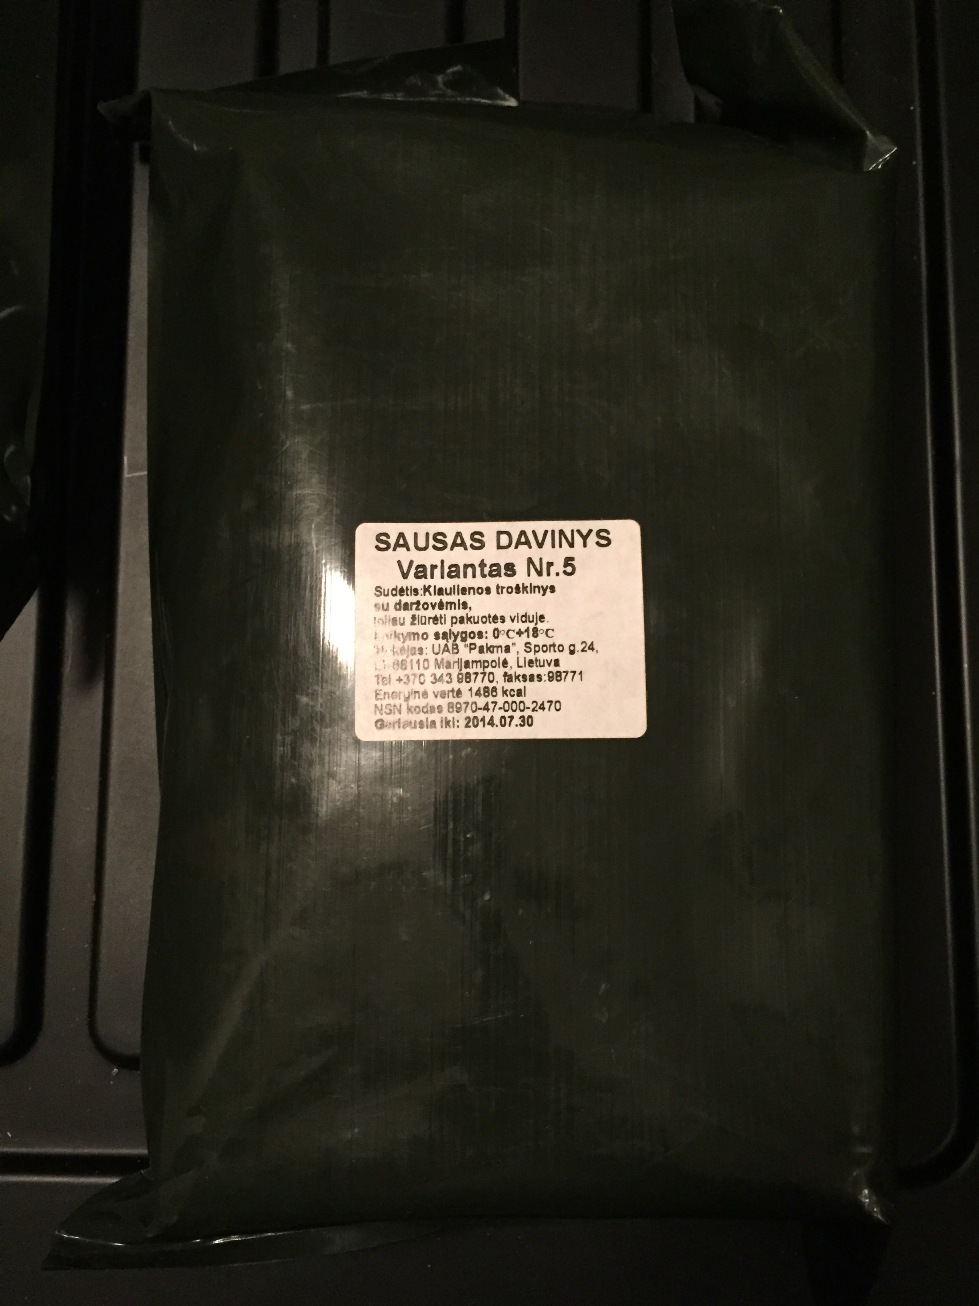 SAUSAS DAVINYS
Variantas Nr.5
Sudėtis:Kiaulienos troškinys
su daržovėmis,
toliau žiūrėti pakuotės viduje.
Laikymo sąlygos: 0°C+18°C
UAB "Pakma", Sporto g.24,
68110 Marijampolė, Lietuva
Tel +370 343 98770, faksas:98771
Energinė vertė 1486 kcal
NSN kodas 8970-47-000-2470
Geriausia iki: 2014.07.30